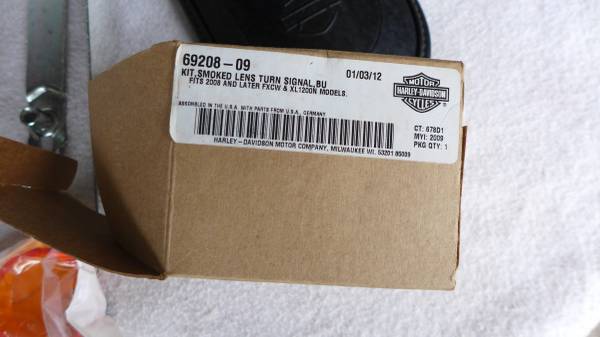 69208-09
KIT,SMOKED LENS TURN SIGNAL,BU 01/03/12
FITS 2008 AND LATER FXCW & XL1200N MODELS.
ASSEMBLED IN THE U.S.A. WITH PARTS FROM U.S.A., GERMANY
MOTOR
HARLEY-DAVIDSON
CYCLES
CT: 678D1
MYI: 2009
PKG QTY: 1
HARLEY-DAVIDSON MOTOR COMPANY, MILWAUKEE WI. 53201 85009